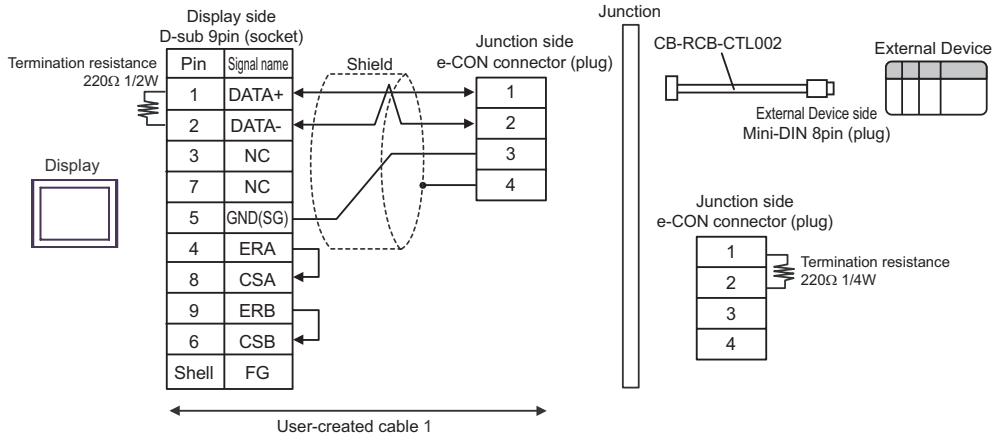 Display side
D-sub 9pin (socket)
Termination resistance
220Ω 1/2W
Pin Signal name
1 DATA+
2 DATA-
3 NC
7 NC
5 GND(SG)
4 ERA
8 CSA
9 ERB
6 CSB
Shell FG
Display
Shield
Junction side
e-CON connector (plug)
1
2
3
4
User-created cable 1
Junction
CB-RCB-CTL002
External Device
External Device side
Mini-DIN 8pin (plug)
Junction side
e-CON connector (plug)
1
2
3
4
Termination resistance
220Ω 1/4W